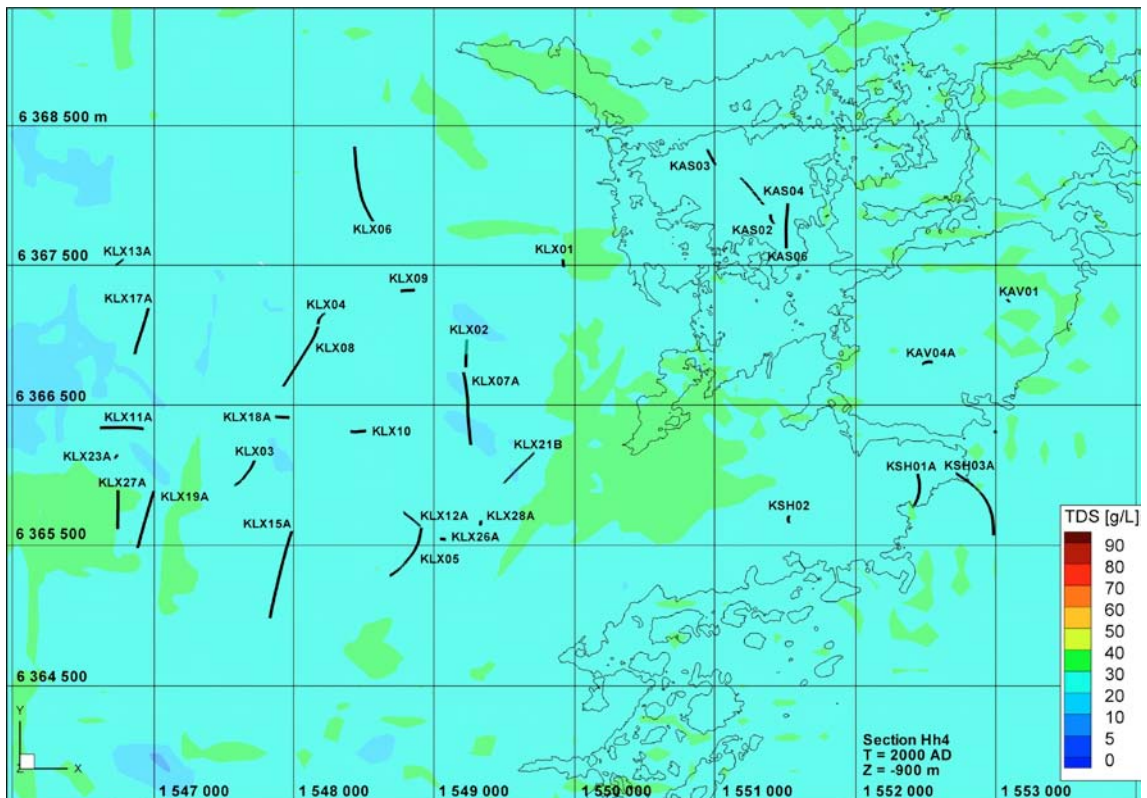 6 368 500 m
KAS03
KAS04
KLX06
KAS02
KLX13A
KLX01
KAS06
6 367 500
KLX09
KLX17A
KLX04
KAV01
KLX02
KLX08
KAV04A
KLX07A
6 366 500
KLX11A
KLX18A
KLX10
KLX21B
KLX23A
KLX03
KSH01A
KSH03A
KLX27A
KLX19A
KLX15A
KLX12A
KLX28A
KSH02
TDS [g/L]
6 365 500
KLX26A
KLX05
90
80
70
60
50
40
30
20
10
5
0
6 364 500
Y
Z
X
Section Hh4
T = 2000 AD
Z = -900 m
1 547 000
1 548 000
1 549 000
1 550 000
1 551 000
1 552 000
1 553 000